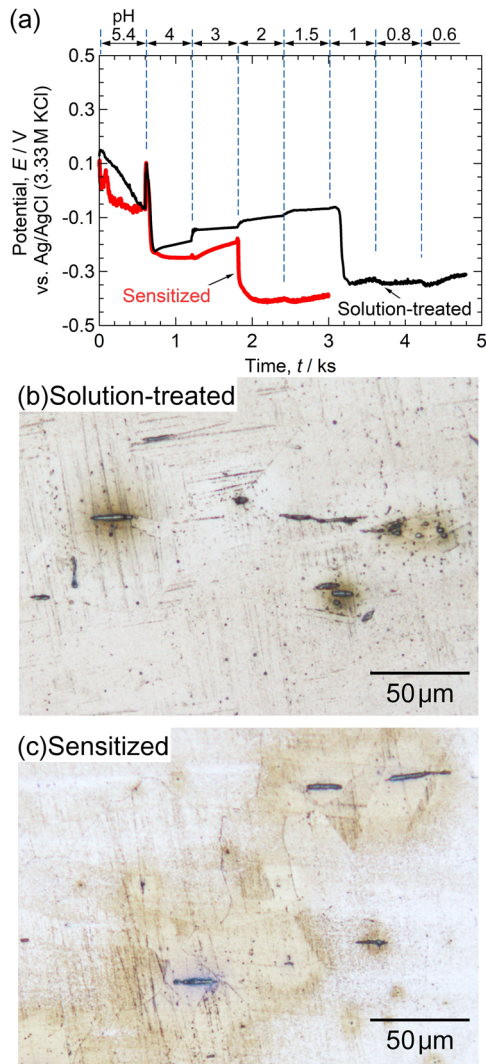 (a)
pH
5.4 4 3 2 1.5 1 0.8 0.6
Potential, E / V
vs. Ag/AgCl (3.33 M KCl)
0.5
0.3
0.1
-0.1
-0.3
-0.5
Sensitized
Solution-treated
0 1 2 3 4 5
Time, t / ks
(b)Solution-treated
50 μm
(c)Sensitized
50 μm